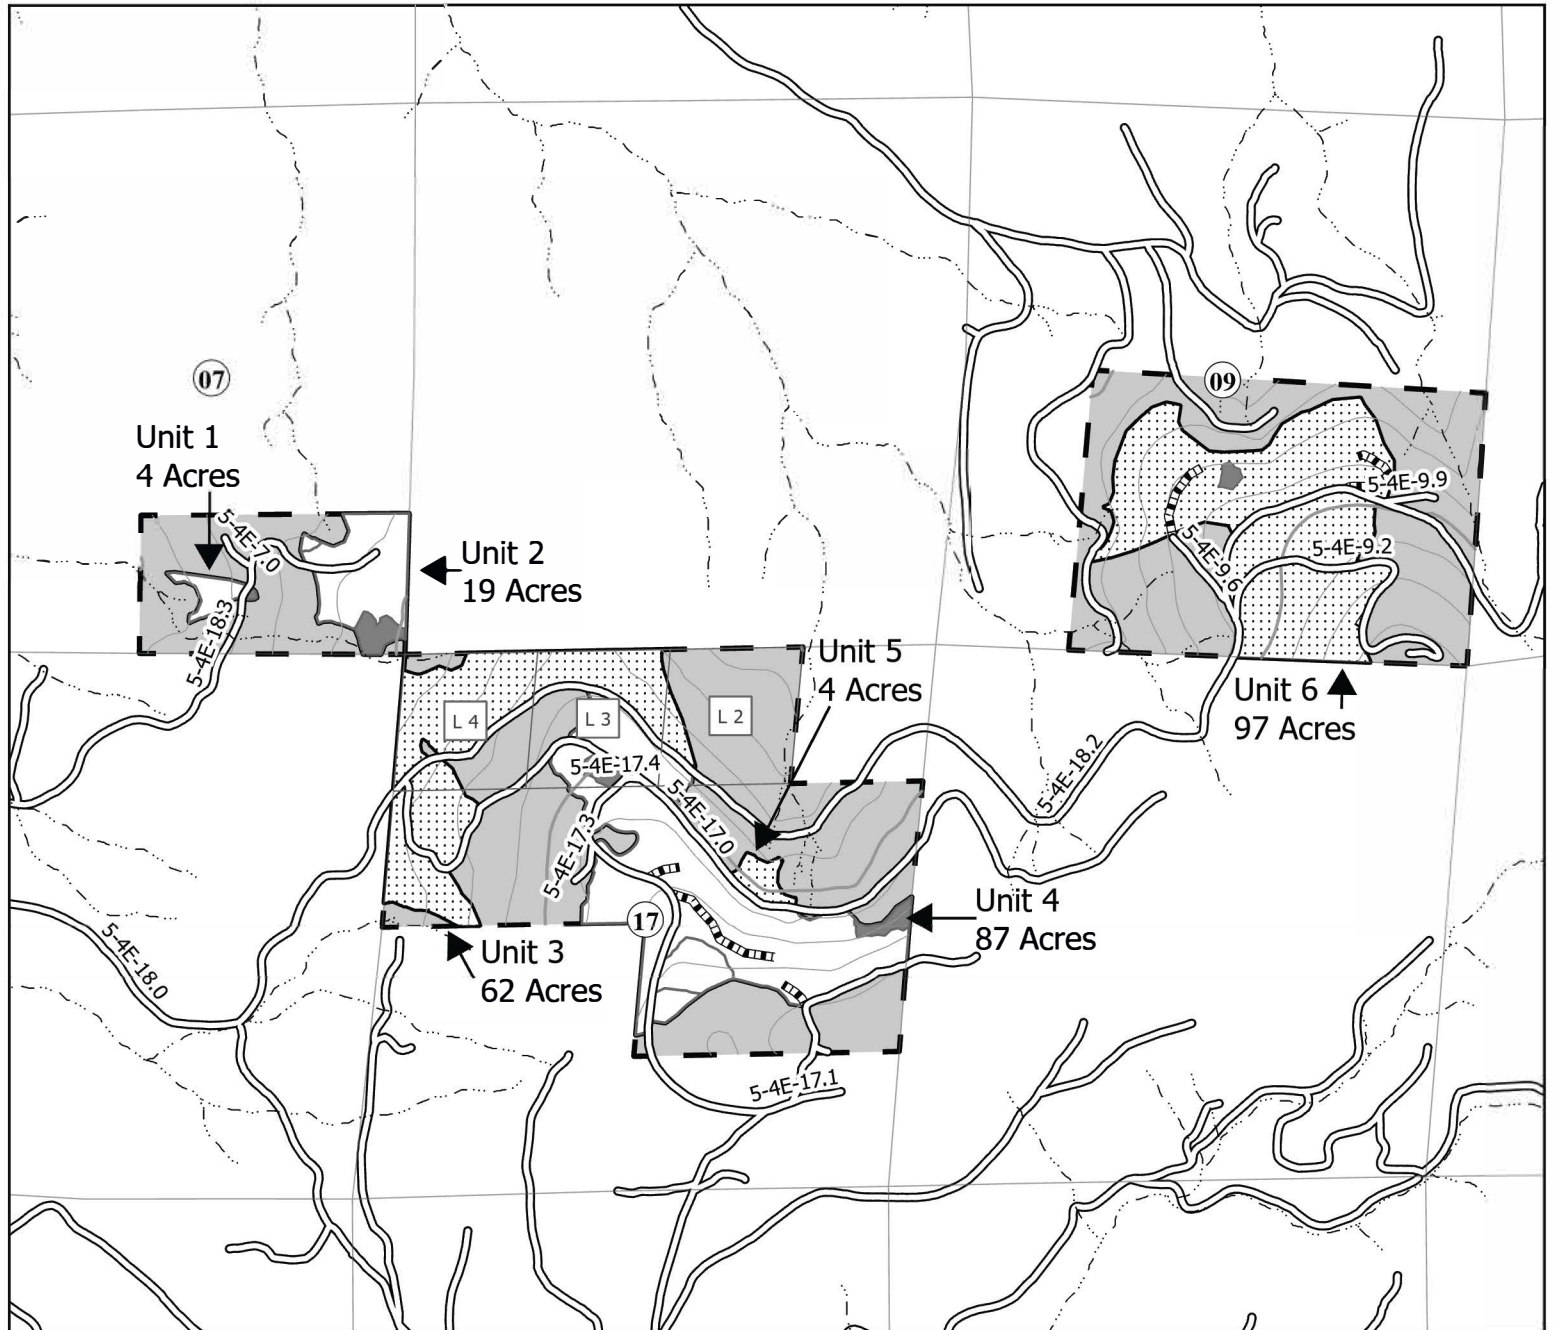 07
09
Unit 1
4 Acres
5-4E-7.0
Unit 2
19 Acres
5-4E-18.3
5-4E-9.9
5-4E-9.6
5-4E-9.2
Unit 5
4 Acres
Unit 6
97 Acres
L 4
L 3
L 2
5-4E-17.4
5-4E-17.0
5-4E-17.3
5-4E-18.2
17
Unit 4
87 Acres
Unit 3
62 Acres
5-4E-18.0
5-4E-17.1